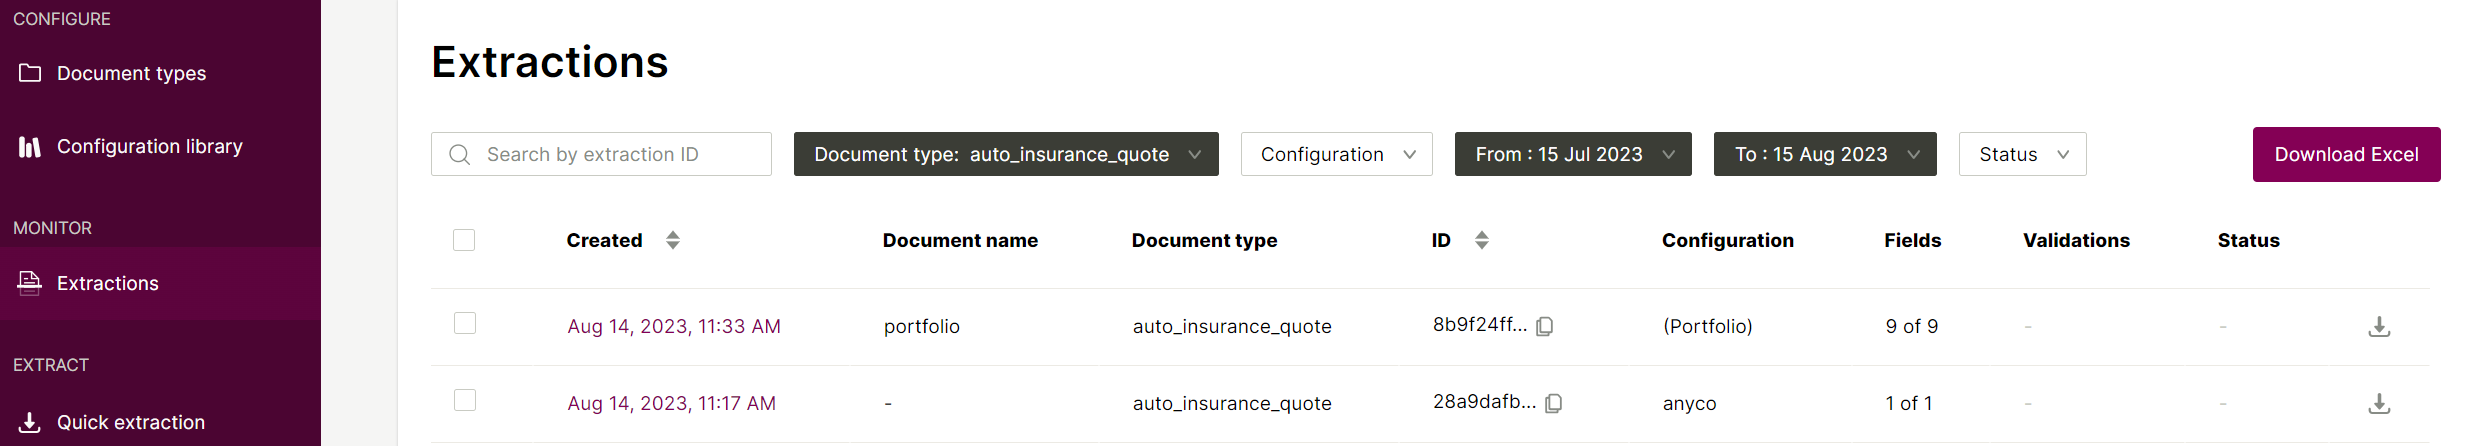 CONFIGURE
Document types
Configuration library
MONITOR
Extractions
EXTRACT
Quick extraction
Extractions
Search by extraction ID
Document type: auto_insurance_quote
Configuration
From : 15 Jul 2023
To : 15 Aug 2023
Status
Download Excel
Created Document name Document type ID Configuration Fields Validations Status
Aug 14, 2023, 11:33 AM portfolio auto_insurance_quote 8b9f24ff... (Portfolio) 9 of 9 - -
Aug 14, 2023, 11:17 AM - auto_insurance_quote 28a9dafb... anyco 1 of 1 - -